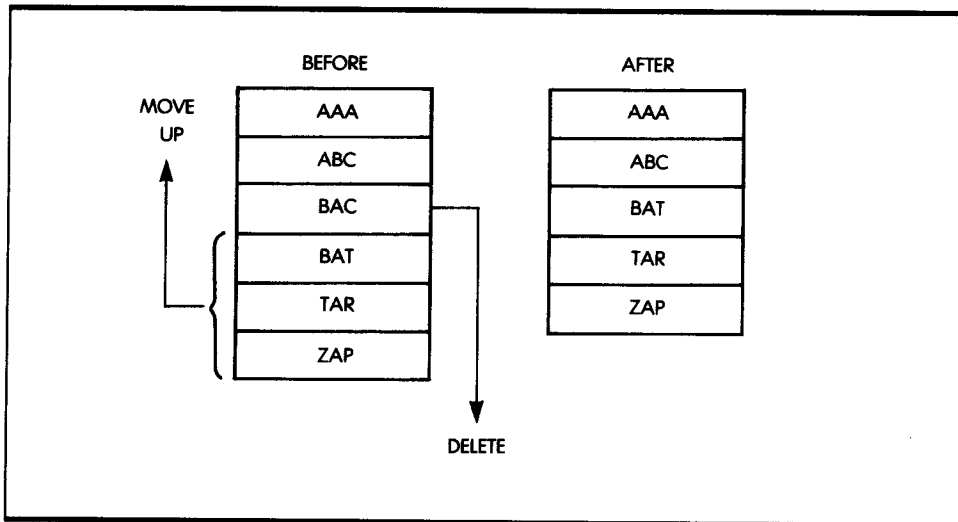 BEFORE
AFTER
MOVE
UP
AAA
ABC
BAC
BAT
TAR
ZAP
DELETE
AAA
ABC
BAT
TAR
ZAP